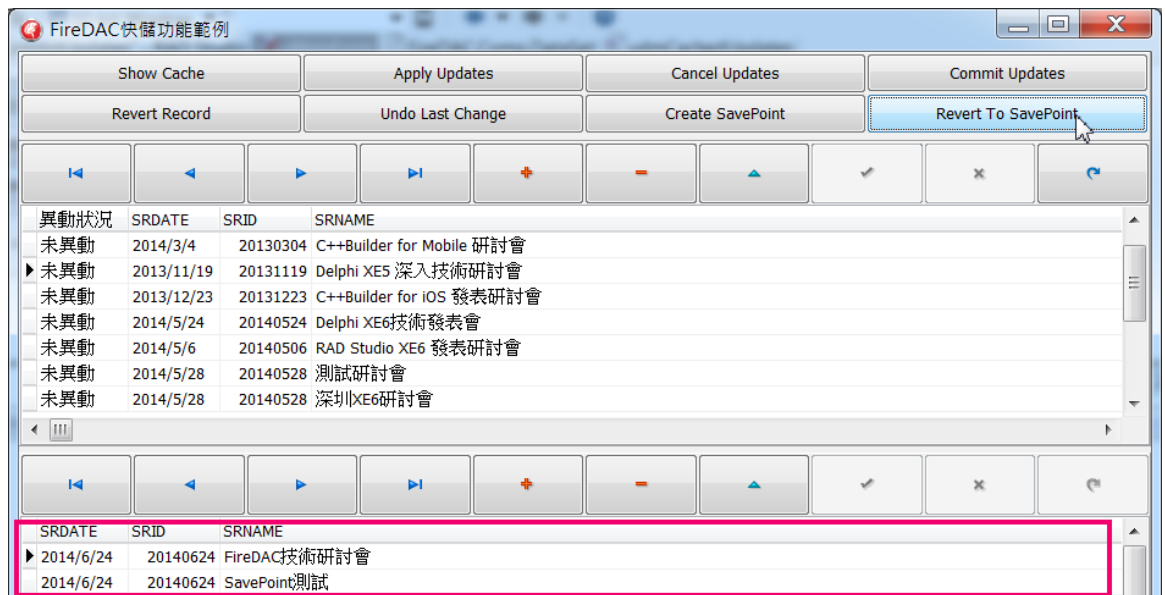 FireDAC快儲功能範例
Show Cache Apply Updates Cancel Updates Commit Updates
Revert Record Undo Last Change Create SavePoint Revert To SavePoint
異動狀況 SRDATE SRID SRNAME
未異動 2014/3/4 20130304 C++Builder for Mobile 研討會
未異動 2013/11/19 20131119 Delphi XE5 深入技術研討會
未異動 2013/12/23 20131223 C++Builder for iOS 發表研討會
未異動 2014/5/24 20140524 Delphi XE6技術發表會
未異動 2014/5/6 20140506 RAD Studio XE6 發表研討會
未異動 2014/5/28 20140528 測試研討會
未異動 2014/5/28 20140528 深圳XE6研討會
SRDATE SRID SRNAME
2014/6/24 20140624 FireDAC技術研討會
2014/6/24 20140624 SavePoint測試